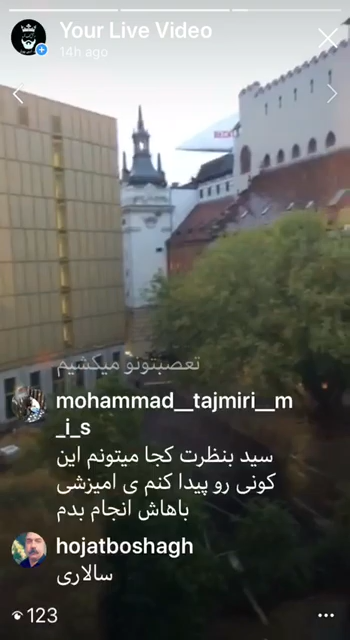 Your Live Video
14h ago
تعصبتونو میکشیم
mohammad__tajmiri__m
_i_s
سید بنظرت کجا میتونم این
کونی رو پیدا کنم ی امیزشی
باهاش انجام بدم
hojatboshagh
سالاری
123